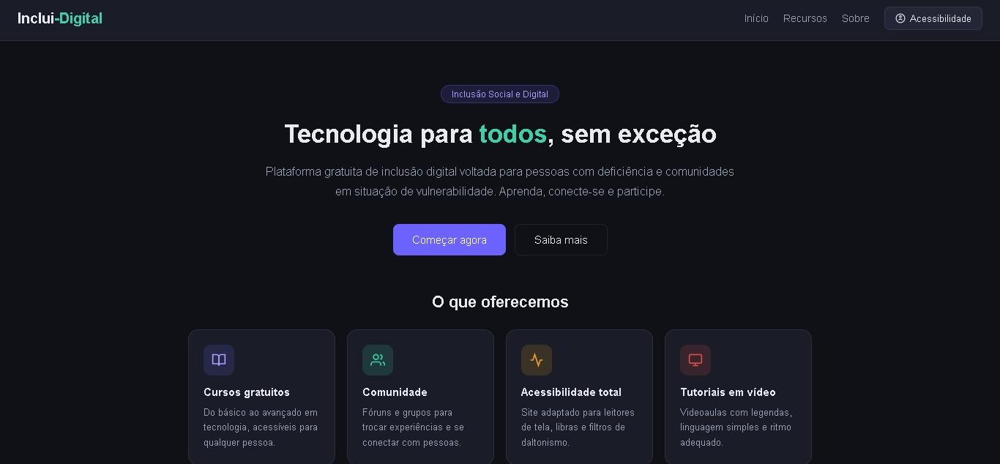 Inclui-Digital
Início
Recursos
Sobre
Acessibilidade
Inclusão Social e Digital
Tecnologia para todos, sem exceção
Plataforma gratuita de inclusão digital voltada para pessoas com deficiência e comunidades
em situação de vulnerabilidade. Aprenda, conecte-se e participe.
Começar agora
Saiba mais
O que oferecemos
Cursos gratuitos
Do básico ao avançado em
tecnologia, acessíveis para
qualquer pessoa.
Comunidade
Fóruns e grupos para
trocar experiências e se
conectar com pessoas.
Acessibilidade total
Site adaptado para leitores
de tela, libras e filtros de
daltonismo.
Tutoriais em vídeo
Videoaulas com legendas,
linguagem simples e ritmo
adequado.